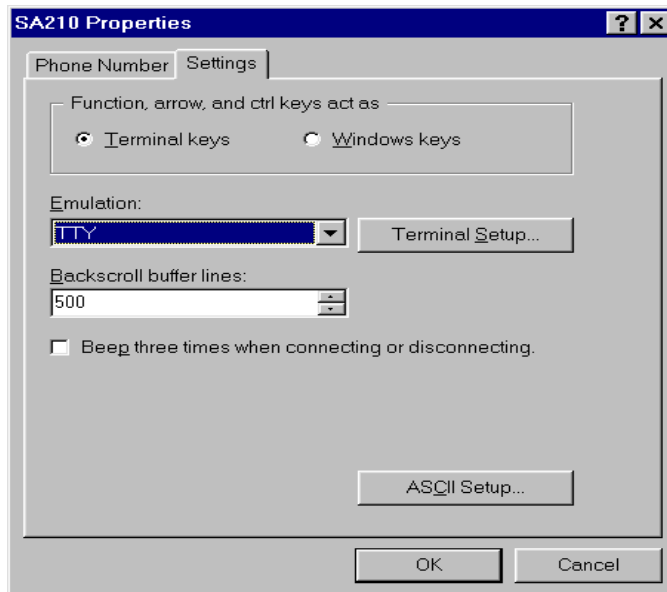 SA210 Properties
Phone Number Settings
Function, arrow, and ctrl keys act as
Terminal keys Windows keys
Emulation:
TTY Terminal Setup...
Backscroll buffer lines:
500
Beep three times when connecting or disconnecting.
ASCII Setup...
OK Cancel